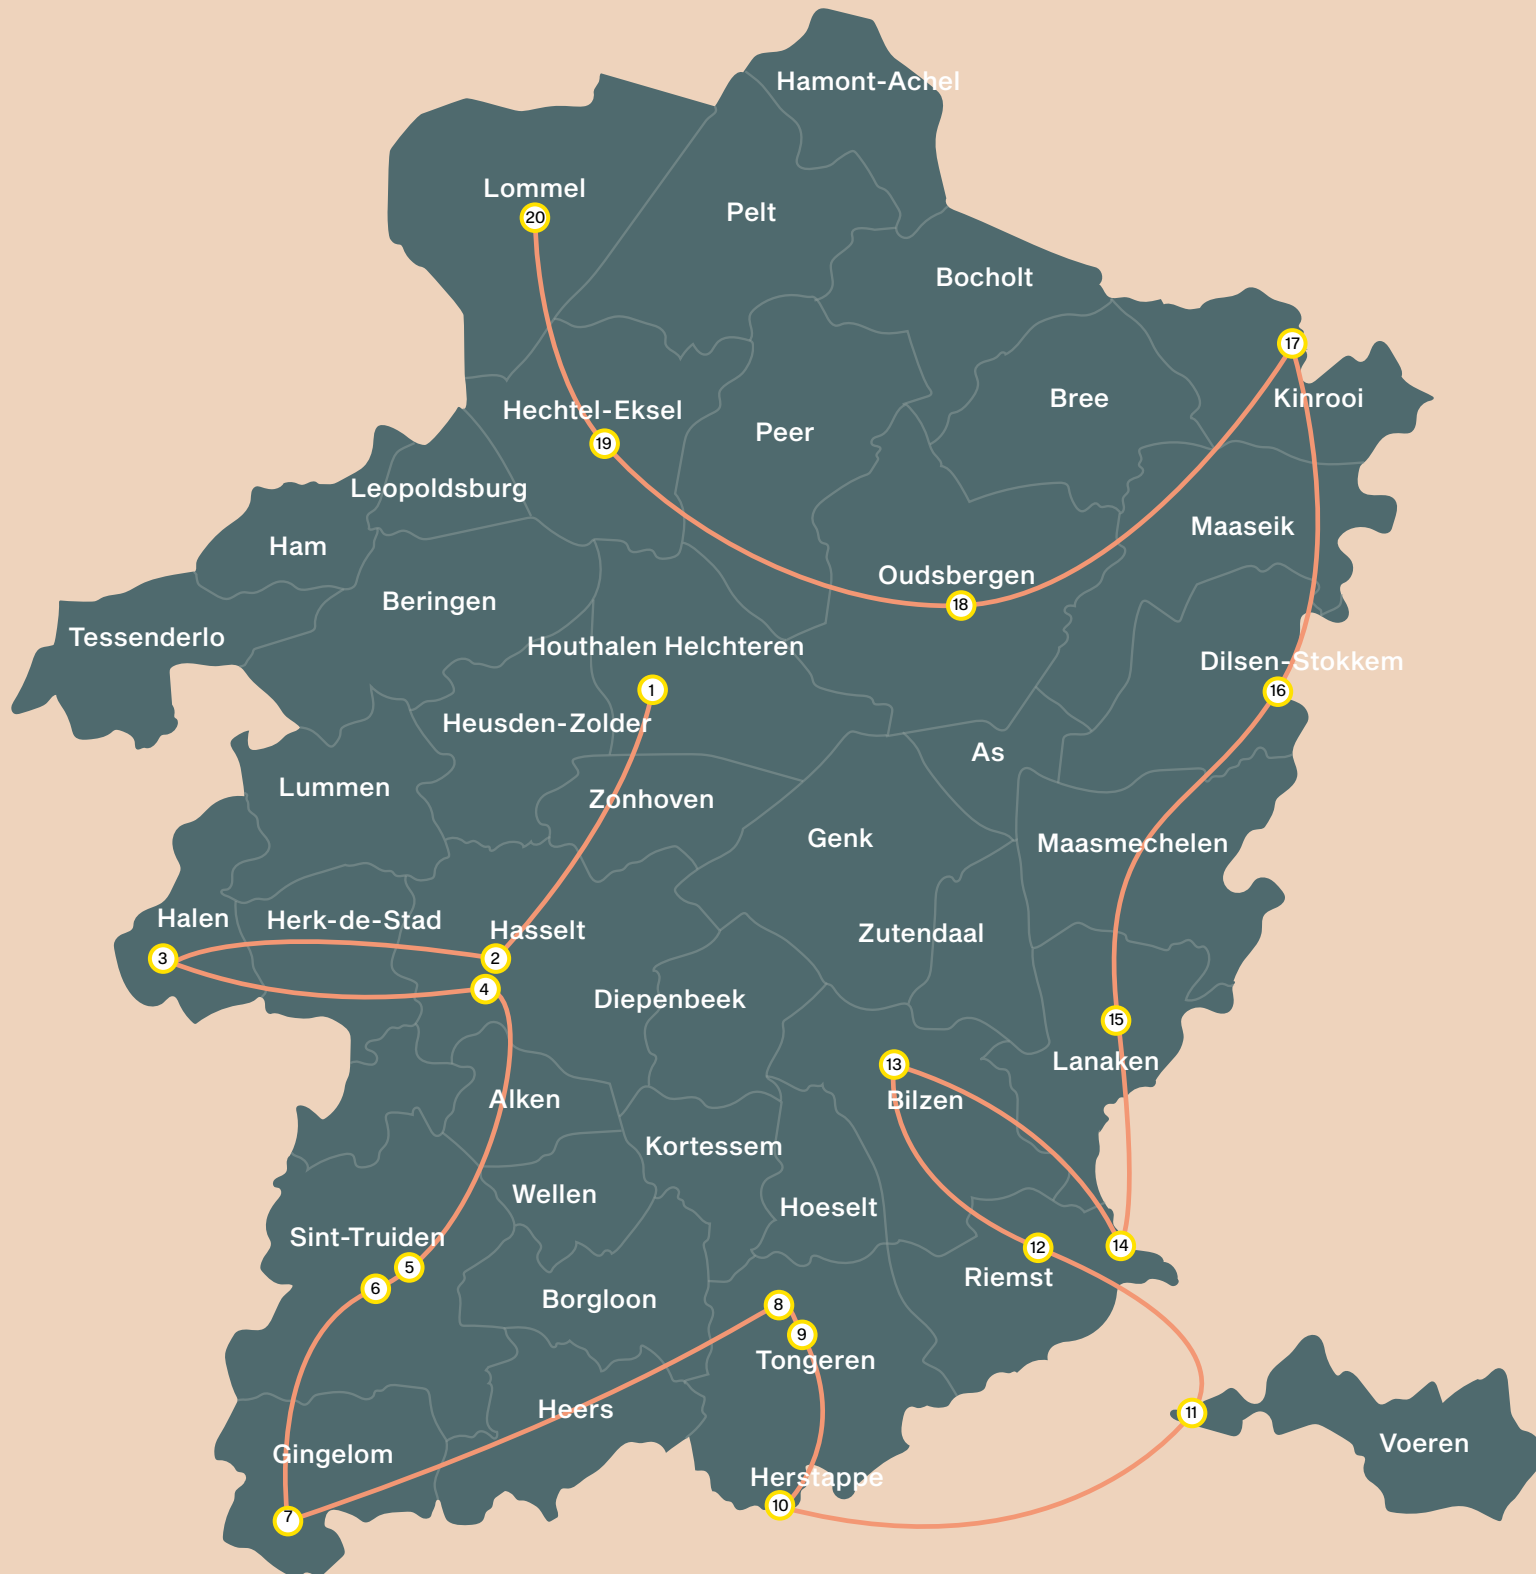 Hamont-Achel
Lommel
20
Pelt
Bocholt
17
Kinrooi
Bree
Hechtel-Eksel
19
Peer
Leopoldsburg
Maaseik
Ham
Oudsbergen
18
Beringen
Tessenderlo
Houthalen Helchteren
1
Dilsen-Stokkem
16
Heusden-Zolder
As
Lummen
Zonhoven
Genk
Maasmechelen
Halen
Herk-de-Stad
Hasselt
Zutendaal
3
2
4
Diepenbeek
15
Lanaken
13
Bilzen
Alken
Kortessem
Wellen
Hoeselt
Sint-Truiden
5
6
12
14
Riemst
Borgloon
8
9
Tongeren
Heers
11
Voeren
Gingelom
7
Herstappe
10